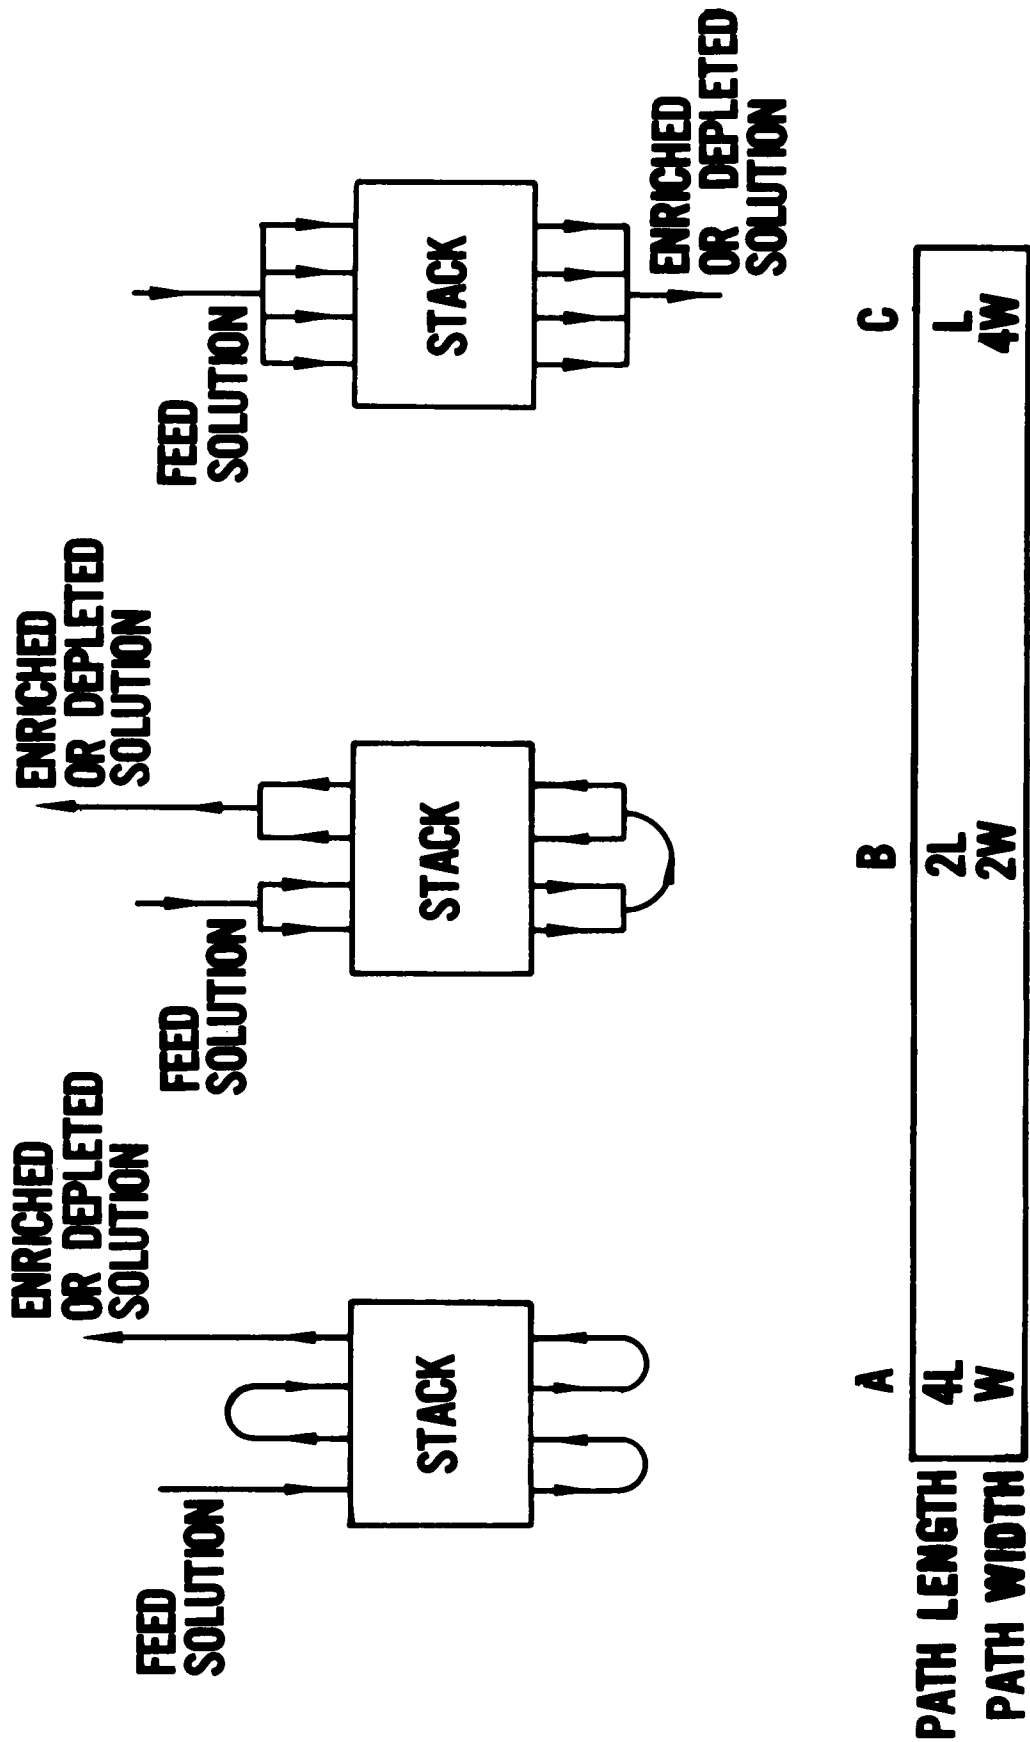 ENRICHED
OR DEPLETED
SOLUTION
FEED
SOLUTION
STACK
ENRICHED
OR DEPLETED
SOLUTION
FEED
SOLUTION
STACK
FEED
SOLUTION
STACK
ENRICHED
OR DEPLETED
SOLUTION
A B C
PATH LENGTH 4L 2L L
PATH WIDTH W 2W 4W